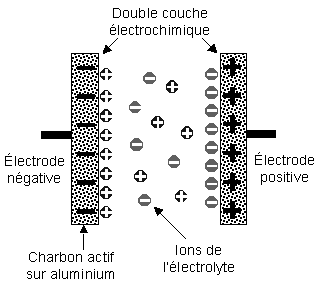 Double couche
électrochimique
Électrode
négative
Électrode
positive
Charbon actif
sur aluminium
Ions de
l'électrolyte